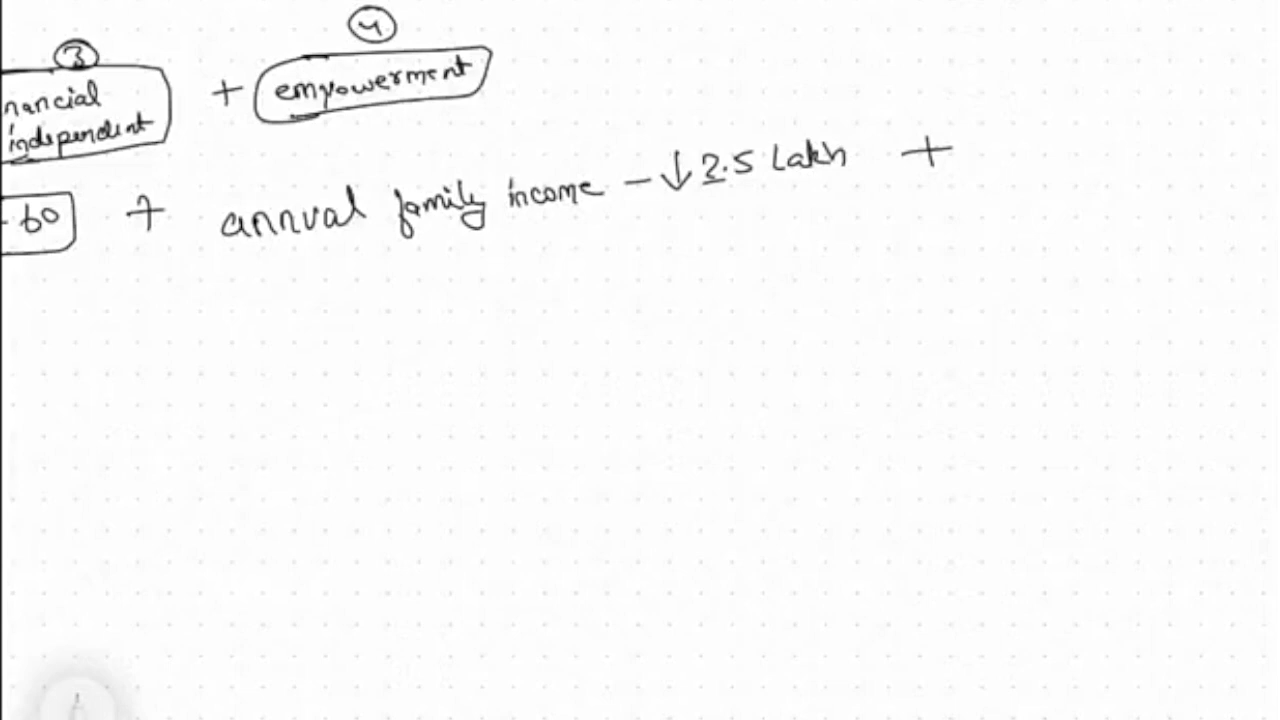 ④
③
nancial + empowerment
independent
- 60 + annual family income - ↓ 2.5 Lakh +